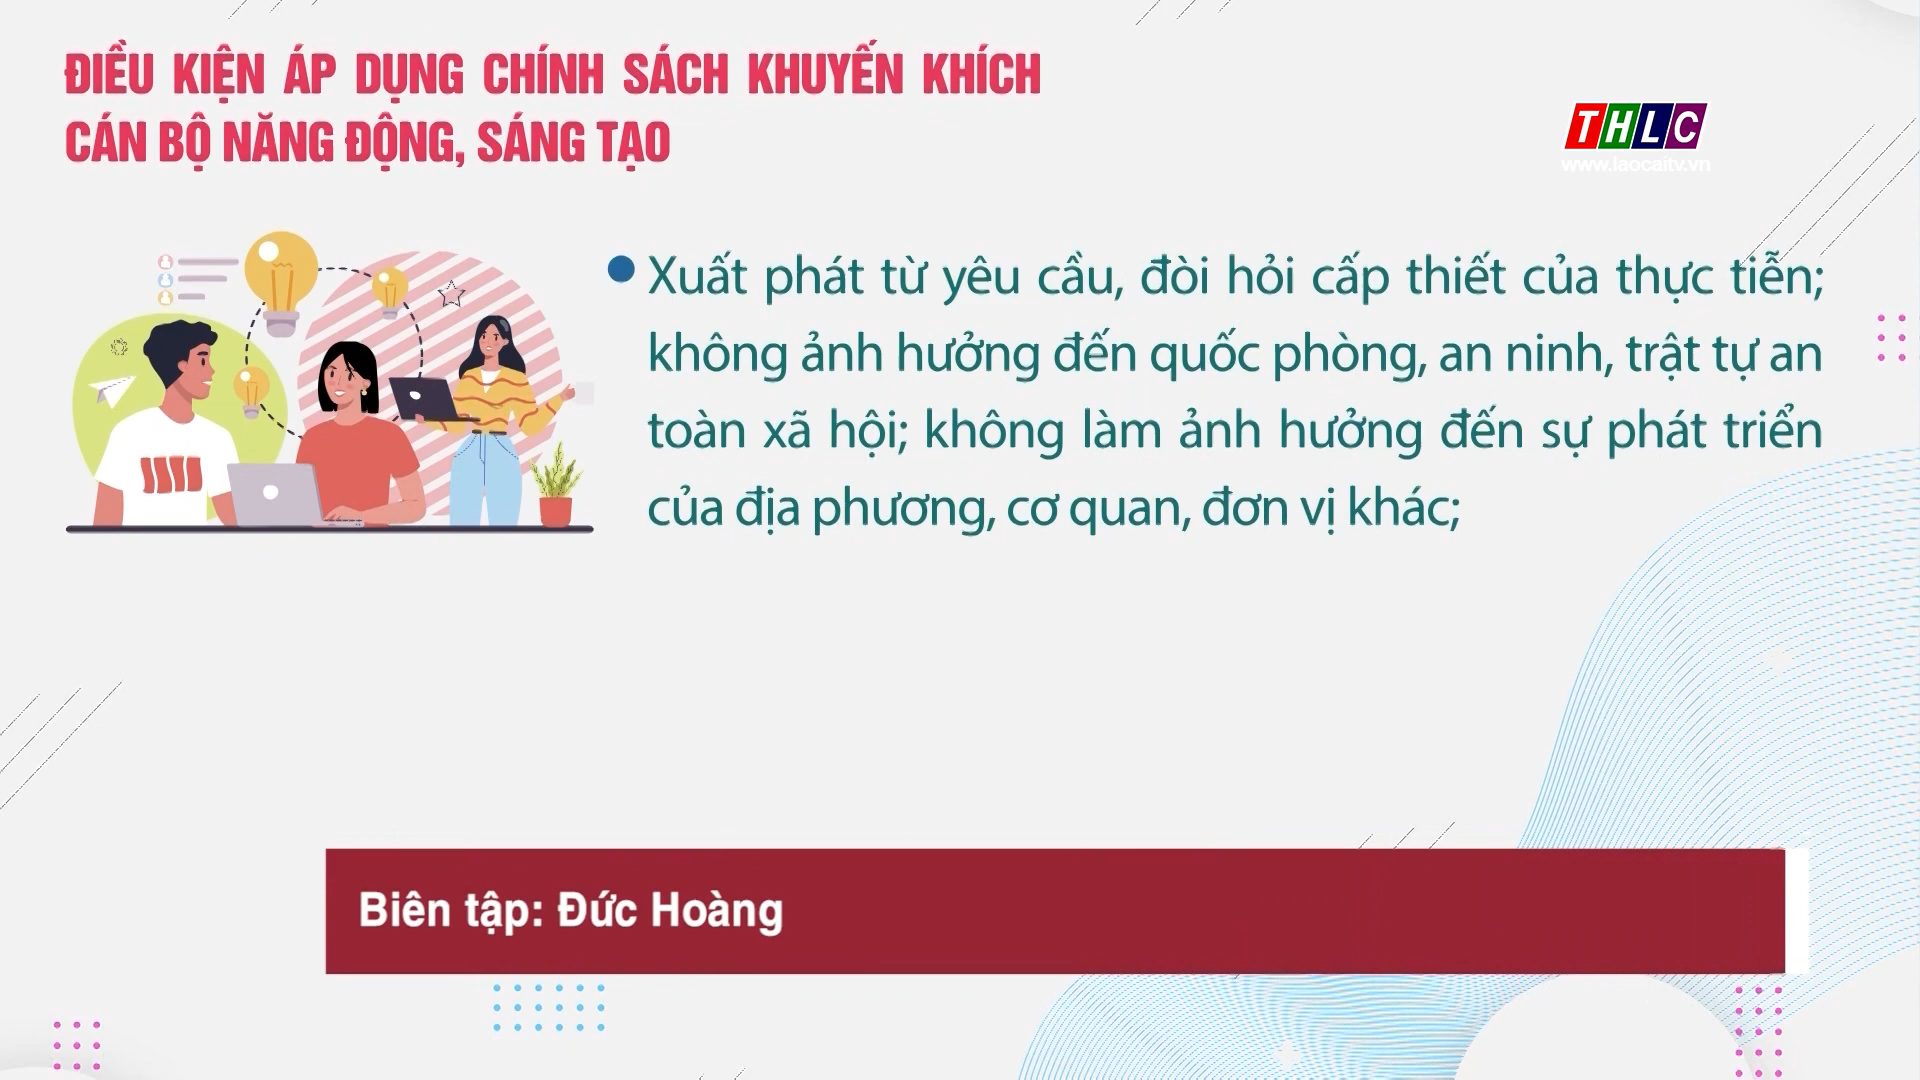 ĐIỀU KIỆN ÁP DỤNG CHÍNH SÁCH KHUYẾN KHÍCH
CÁN BỘ NĂNG ĐỘNG, SÁNG TẠO
THLC
www.laocaitv.vn
Xuất phát từ yêu cầu, đòi hỏi cấp thiết của thực tiễn;
không ảnh hưởng đến quốc phòng, an ninh, trật tự an
toàn xã hội; không làm ảnh hưởng đến sự phát triển
của địa phương, cơ quan, đơn vị khác;
Biên tập: Đức Hoàng